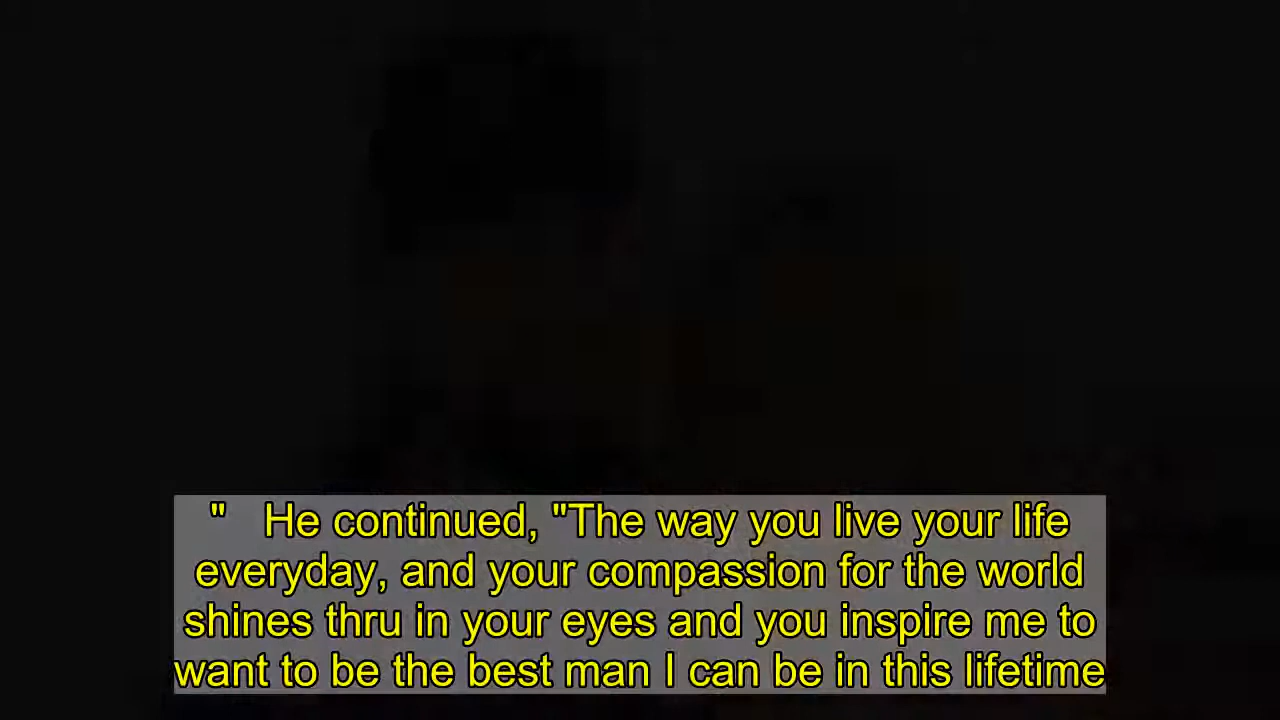 "   He continued, "The way you live your life
everyday, and your compassion for the world
shines thru in your eyes and you inspire me to
want to be the best man I can be in this lifetime